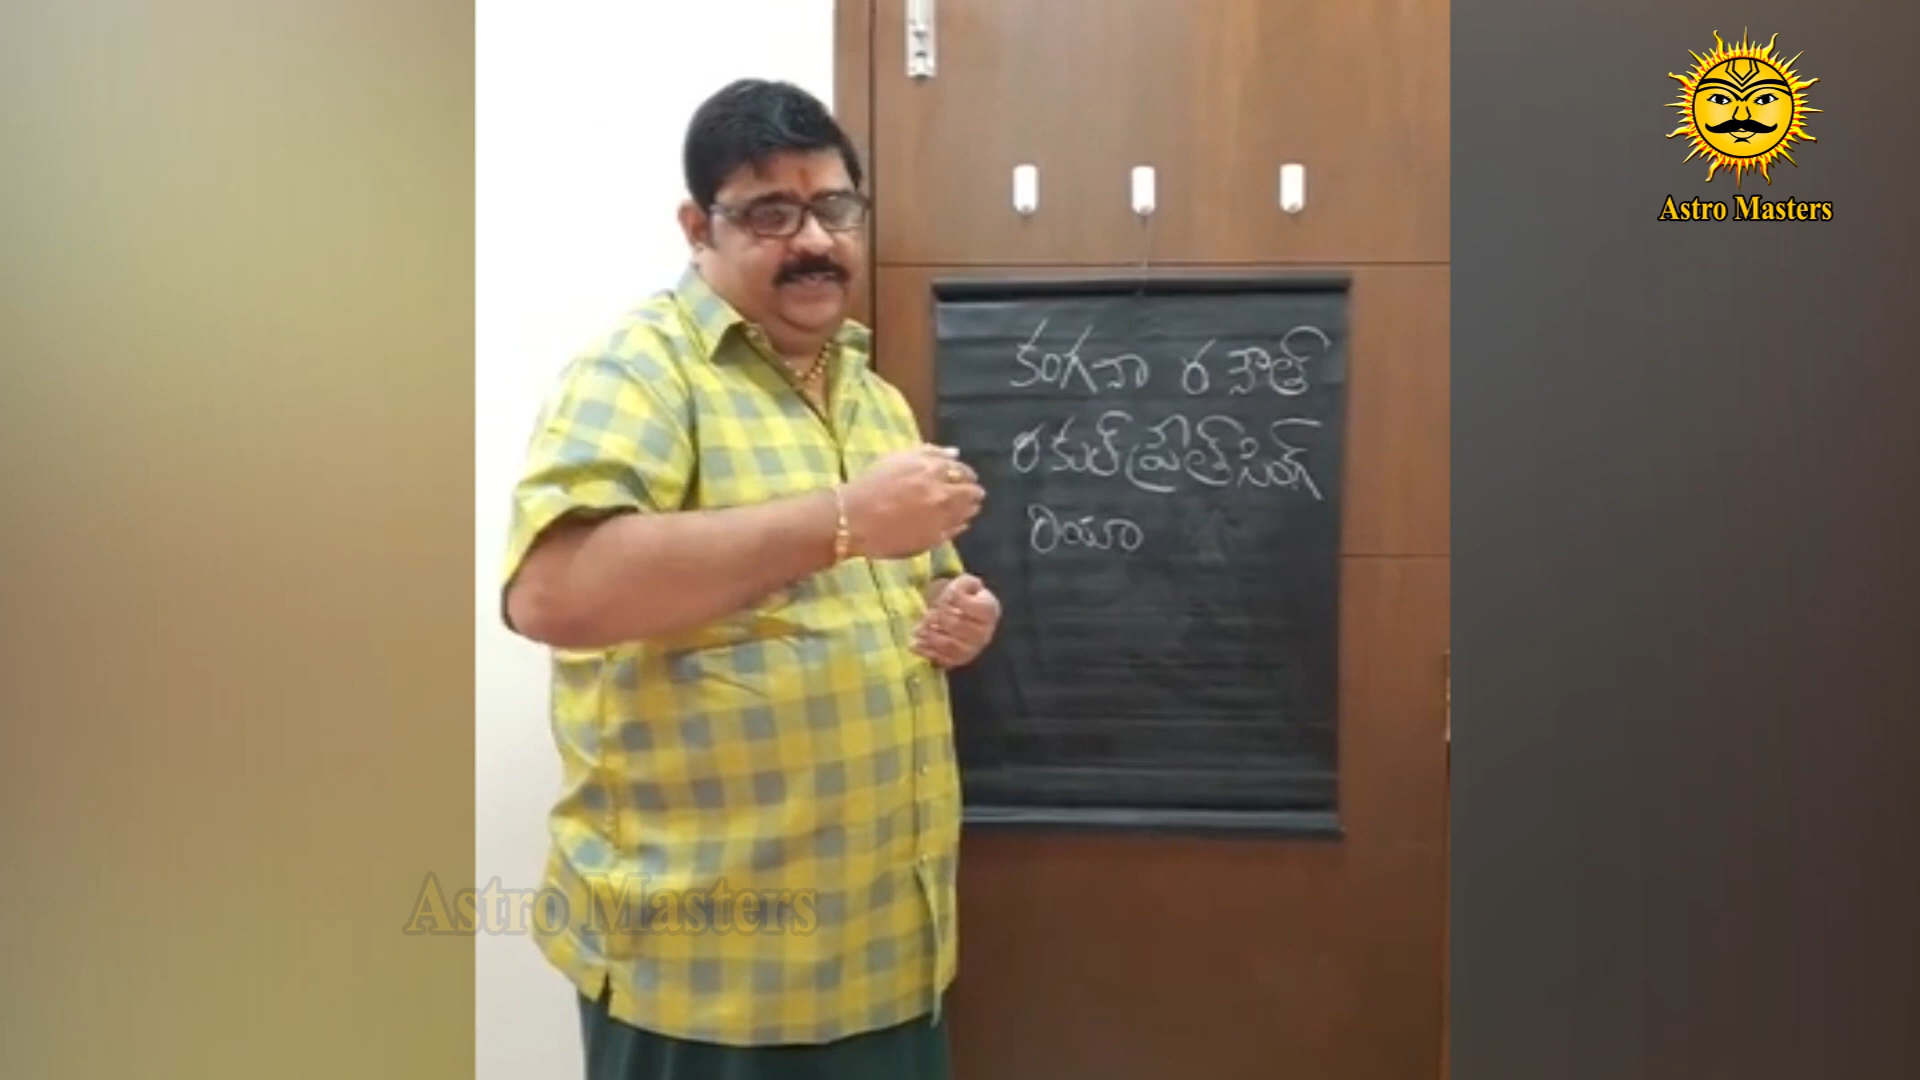 Astro Masters
కంగనా రనౌత్
రకుల్ ప్రీత్ సింగ్
రియా
Astro Masters